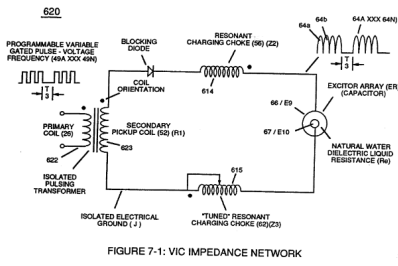 620
PROGRAMMABLE VARIABLE
GATED PULSE - VOLTAGE
FREQUENCY (49A XXX 49N)
T
3
BLOCKING
DIODE
RESONANT
CHARGING CHOKE (56) (Z2)
614
64a
64b
64A XXX 64N)
T
3
EXCITOR ARRAY (ER)
(CAPACITOR)
COIL
ORIENTATION
66 / E9
67 / E10
PRIMARY
COIL (26)
622
SECONDARY
PICKUP COIL (52) (R1)
623
NATURAL WATER
DIELECTRIC LIQUID
RESISTANCE (Re)
ISOLATED
PULSING
TRANSFORMER
615
ISOLATED ELECTRICAL
GROUND ( J )
"TUNED" RESONANT
CHARGING CHOKE (62)(Z3)
FIGURE 7-1: VIC IMPEDANCE NETWORK